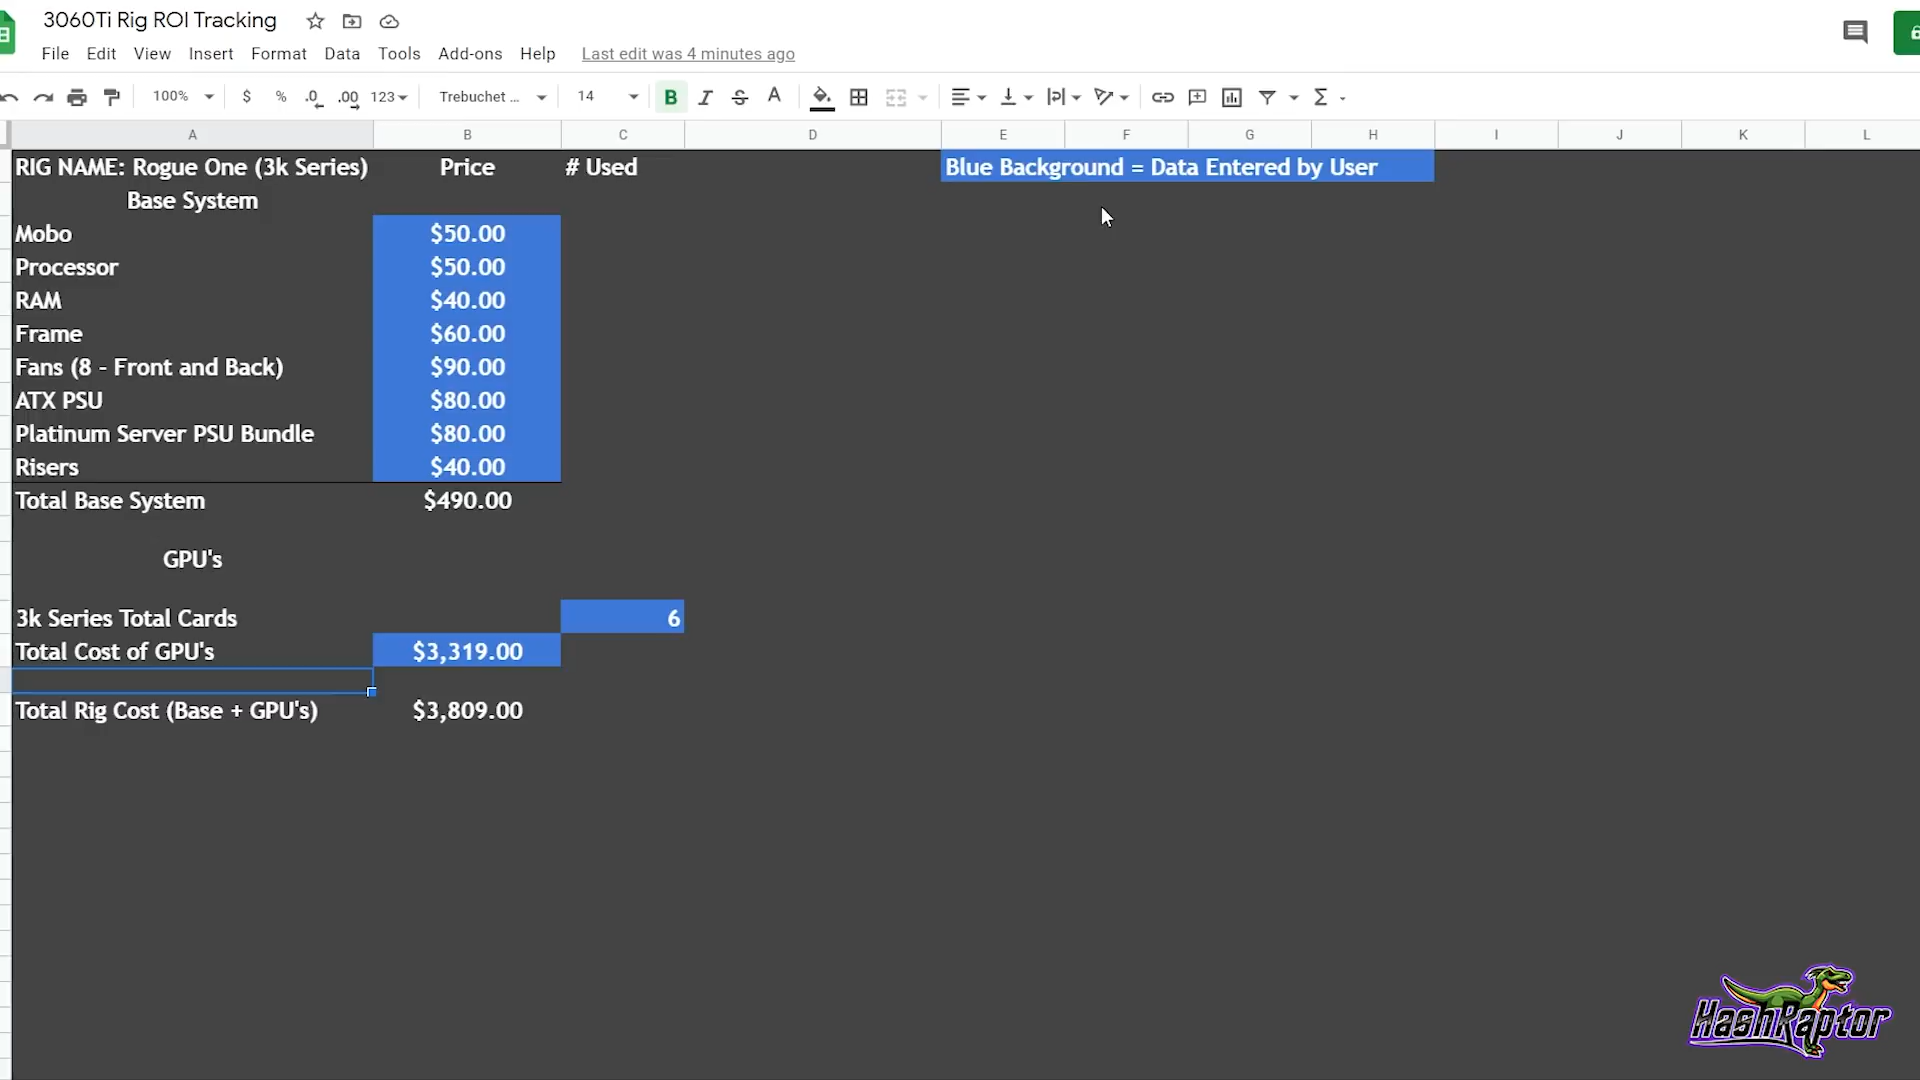 3060Ti Rig ROI Tracking
File Edit View Insert Format Data Tools Add-ons Help Last edit was 4 minutes ago
100% $ % .0 .00 123 Trebuchet ... 14 B I S A
A B C D E F G H I J K L
RIG NAME: Rogue One (3k Series) Price # Used Blue Background = Data Entered by User
Base System
Mobo $50.00
Processor $50.00
RAM $40.00
Frame $60.00
Fans (8 - Front and Back) $90.00
ATX PSU $80.00
Platinum Server PSU Bundle $80.00
Risers $40.00
Total Base System $490.00
GPU's
3k Series Total Cards 6
Total Cost of GPU's $3,319.00
Total Rig Cost (Base + GPU's) $3,809.00
HashRaptor